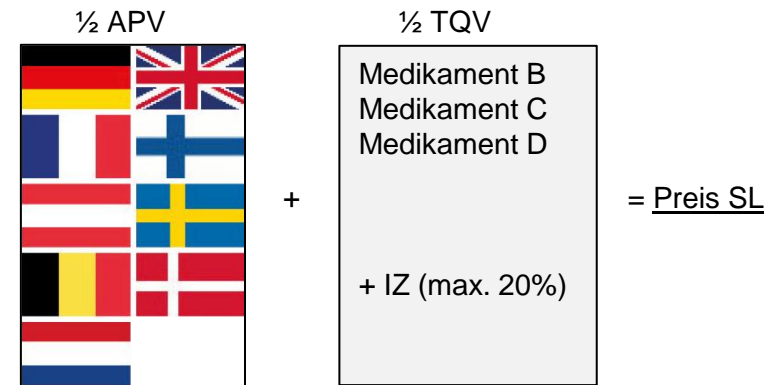 ½ APV
½ TQV
Medikament B
Medikament C
Medikament D
+
= Preis SL
+ IZ (max. 20%)